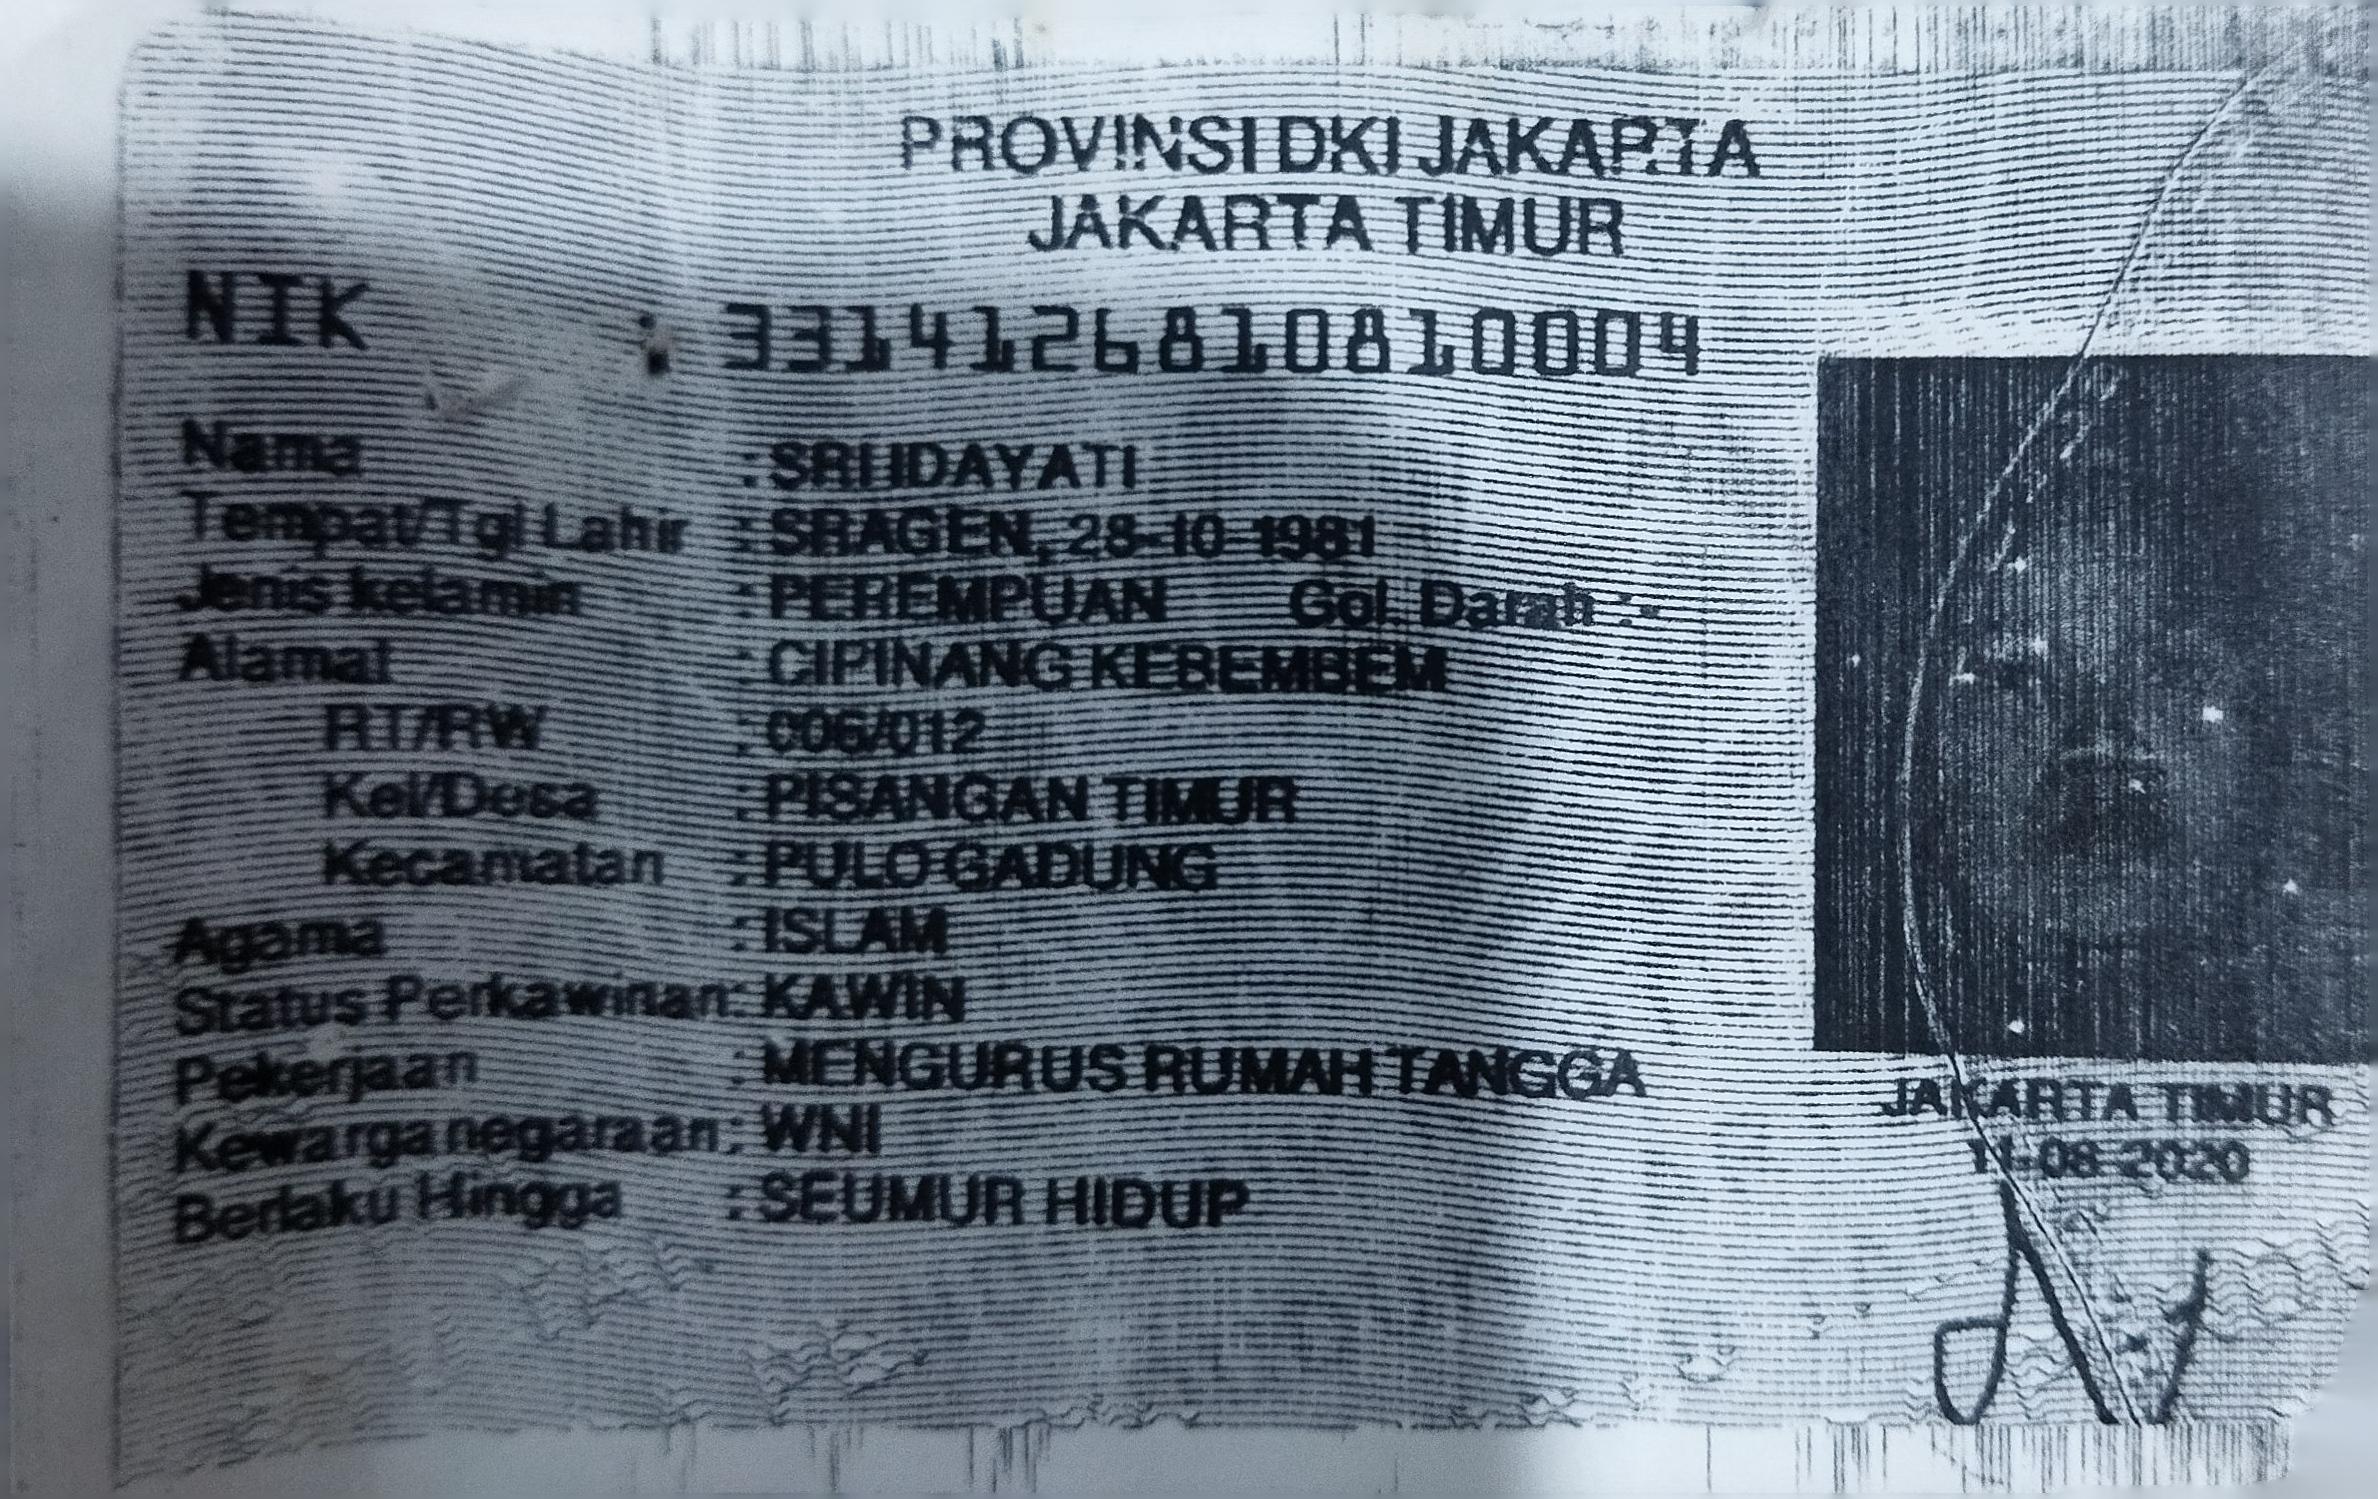 PROVINSI DKI JAKARTA
JAKARTA TIMUR
NIK : 3314126810810004
Nama : SRI IDAYATI
Tempat/Tgl Lahir : SRAGEN, 28-10-1981
Jenis kelamin : PEREMPUAN Gol. Darah : -
Alamat : CIPINANG KEBEMBEM
RT/RW : 006/012
Kel/Desa : PISANGAN TIMUR
Kecamatan : PULO GADUNG
Agama : ISLAM
Status Perkawinan: KAWIN
Pekerjaan : MENGURUS RUMAH TANGGA
Kewarganegaraan: WNI
Berlaku Hingga : SEUMUR HIDUP
JAKARTA TIMUR
11-08-2020